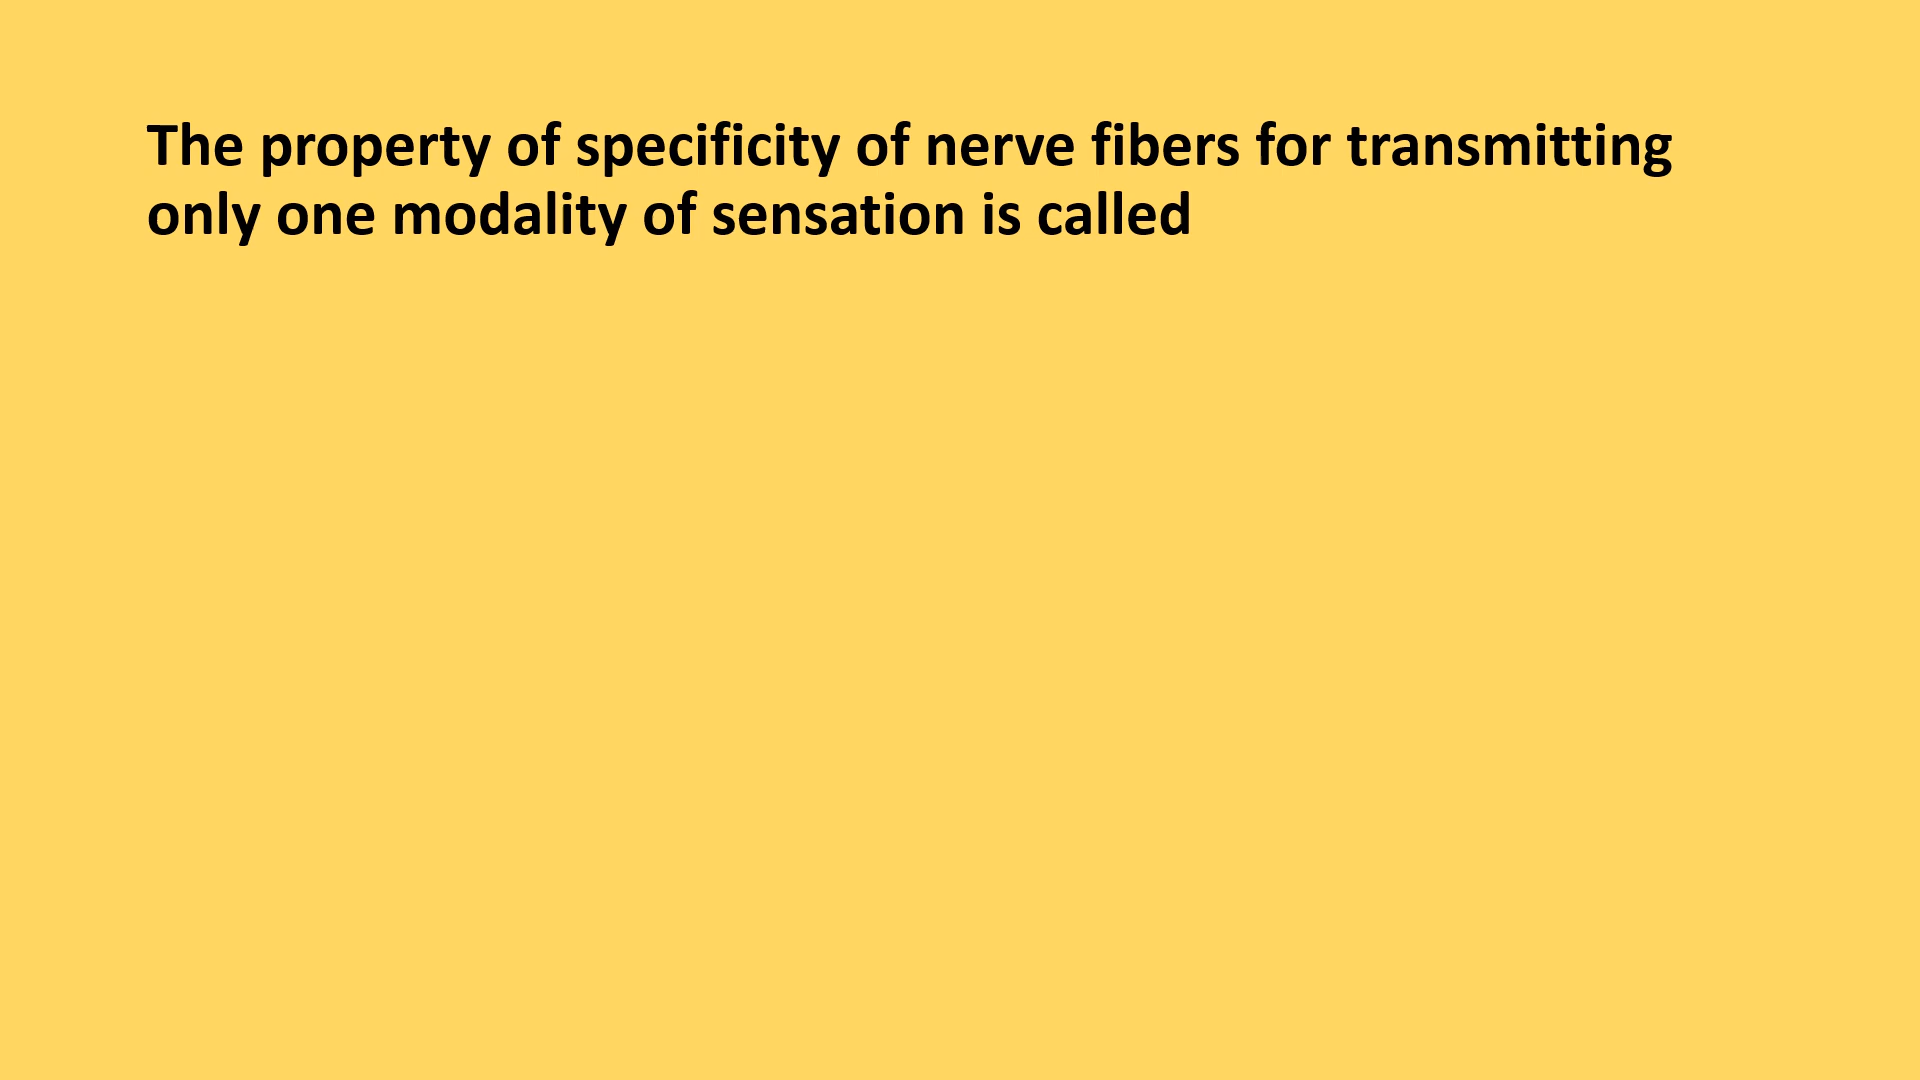 The property of specificity of nerve fibers for transmitting
only one modality of sensation is called